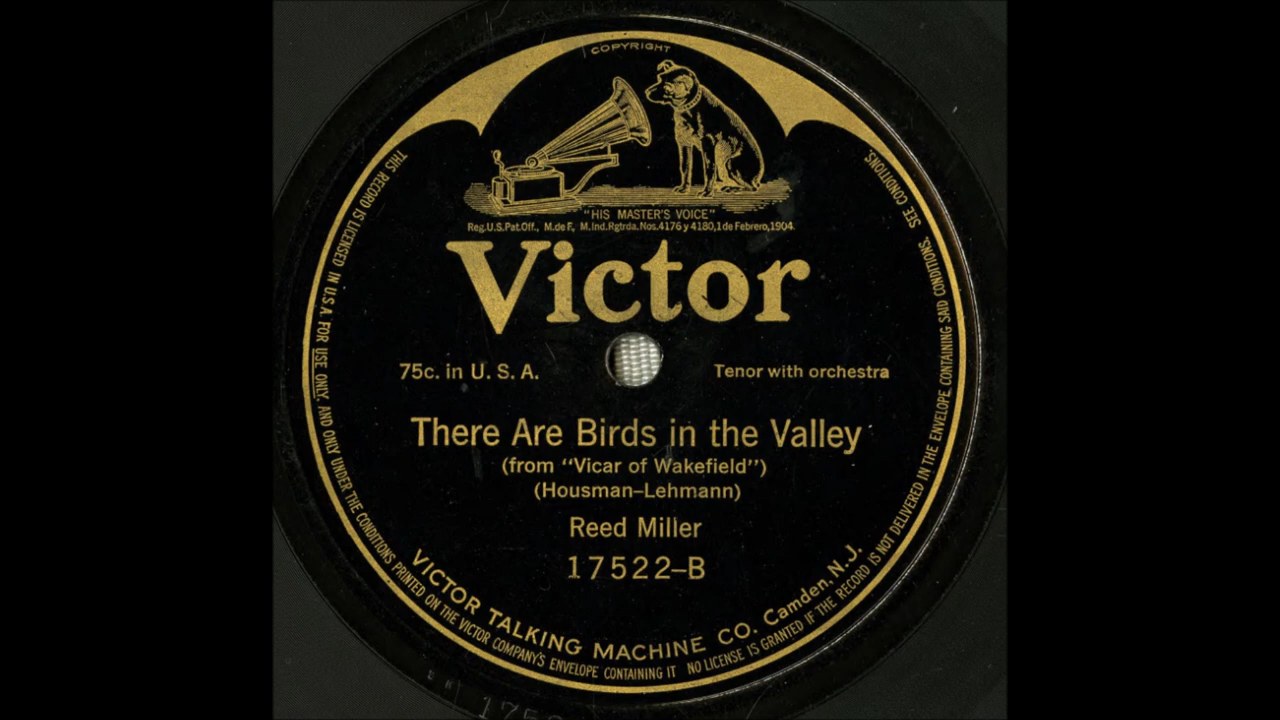 COPYRIGHT
"HIS MASTER'S VOICE"
Reg.U.S.Pat.Off., M.de F., M.Ind.Rgtrda.Nos.4176 y 4180,1 de Febrero,1904.
Victor
75c. in U. S. A.
Tenor with orchestra
There Are Birds in the Valley
(from "Vicar of Wakefield")
(Housman–Lehmann)
Reed Miller
17522–B
VICTOR TALKING MACHINE CO. Camden, N.J.
THIS RECORD IS LICENSED IN U.S.A. FOR USE ONLY, AND ONLY UNDER THE CONDITIONS PRINTED ON THE VICTOR COMPANY'S ENVELOPE CONTAINING IT NO LICENSE IS GRANTED IF THE RECORD IS NOT DELIVERED IN THE ENVELOPE CONTAINING SAID CONDITIONS. SEE CONDITIONS.